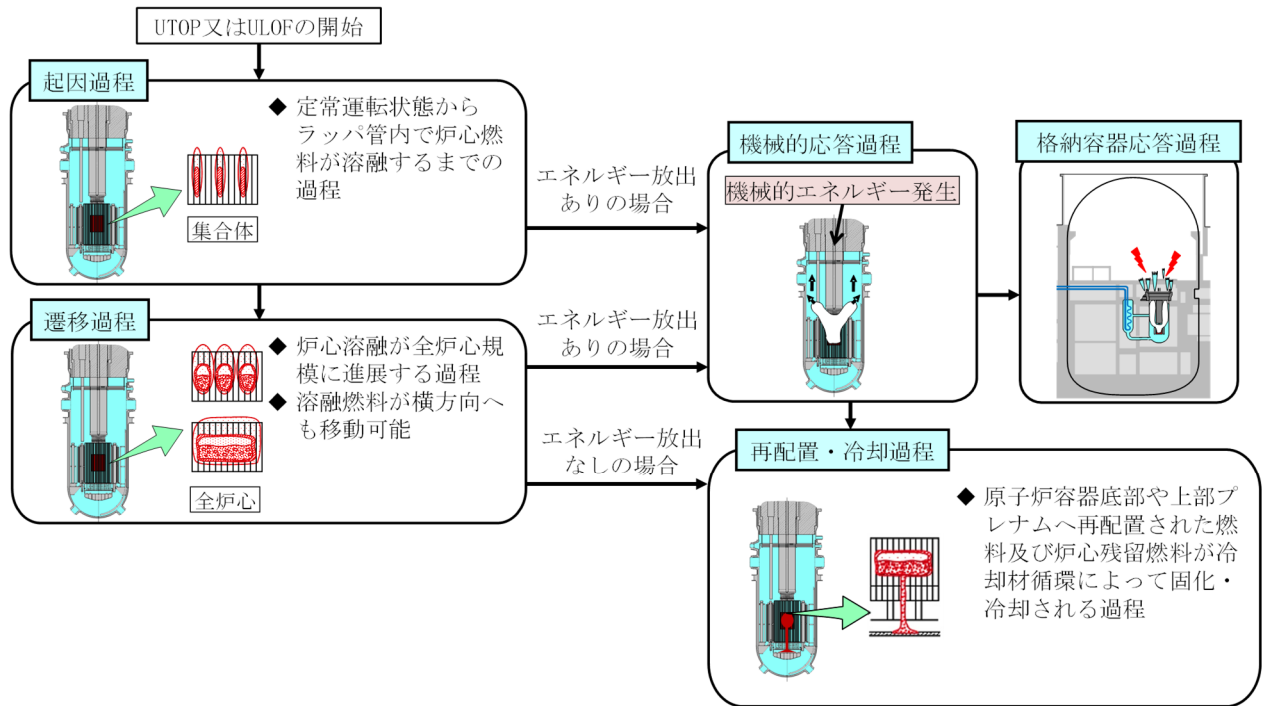 UTOP又はULOFの開始
起因過程
◆ 定常運転状態から
ラッパ管内で炉心燃
料が溶融するまでの
過程
集合体
エネルギー放出
ありの場合
機械的応答過程
機械的エネルギー発生
格納容器応答過程
遷移過程
◆ 炉心溶融が全炉心規
模に進展する過程
◆ 溶融燃料が横方向へ
も移動可能
全炉心
エネルギー放出
ありの場合
エネルギー放出
なしの場合
再配置・冷却過程
◆ 原子炉容器底部や上部プ
レナムへ再配置された燃
料及び炉心残留燃料が冷
却材循環によって固化・
冷却される過程